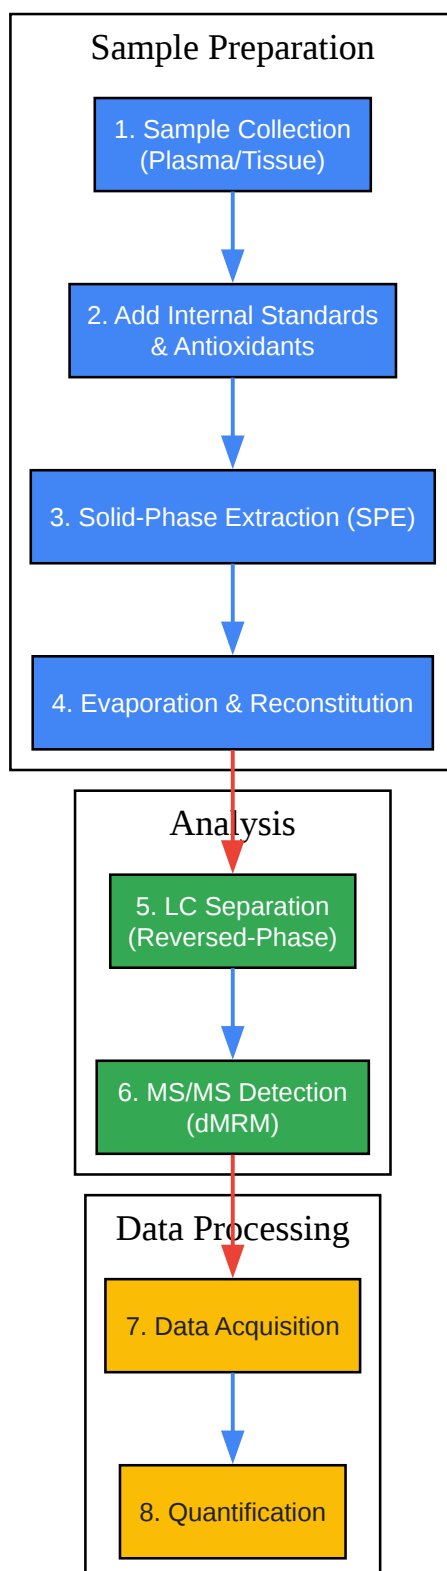 Sample Preparation
1. Sample Collection
(Plasma/Tissue)
2. Add Internal Standards
& Antioxidants
3. Solid-Phase Extraction (SPE)
4. Evaporation & Reconstitution
Analysis
5. LC Separation
(Reversed-Phase)
6. MS/MS Detection
(dMRM)
Data Processing
7. Data Acquisition
8. Quantification